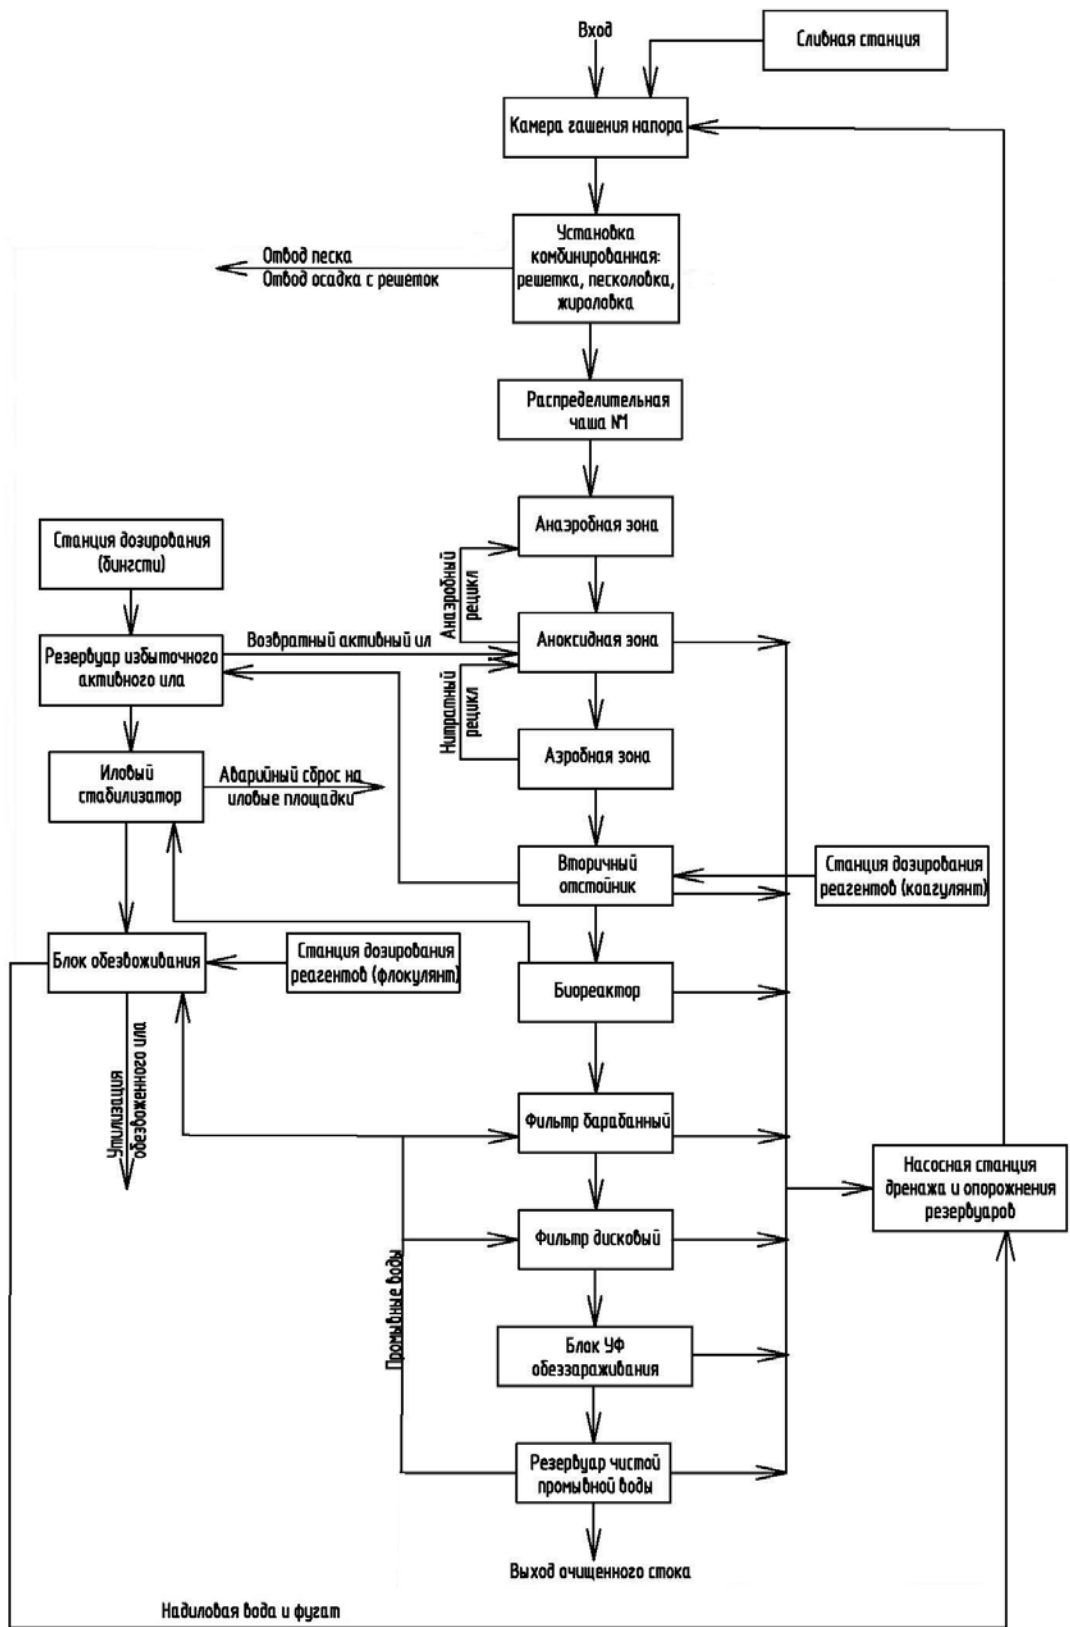 Вход
Сливная станция
Камера гашения напора
Установка
комбинированная:
решетка, песколовка,
жироловка
Отвод песка
Отвод осадка с решеток
Распределительная
чаша №1
Анаэробная зона
Станция дозирования
(бингсти)
Анаэробный
рецикл
Аноксидная зона
Возвратный активный ил
Резервуар избыточного
активного ила
Нитратный
рецикл
Аэробная зона
Иловый
стабилизатор
Аварийный сброс на
иловые площадки
Вторичный
отстойник
Станция дозирования
реагентов (коагулянт)
Блок обезвоживания
Станция дозирования
реагентов (флокулянт)
Биореактор
Утилизация
обезвоженного ила
Фильтр барабанный
Насосная станция
дренажа и опорожнения
резервуаров
Фильтр дисковый
Промывные воды
Блок УФ
обеззараживания
Резервуар чистой
промывной воды
Выход очищенного стока
Надиловая вода и фугат